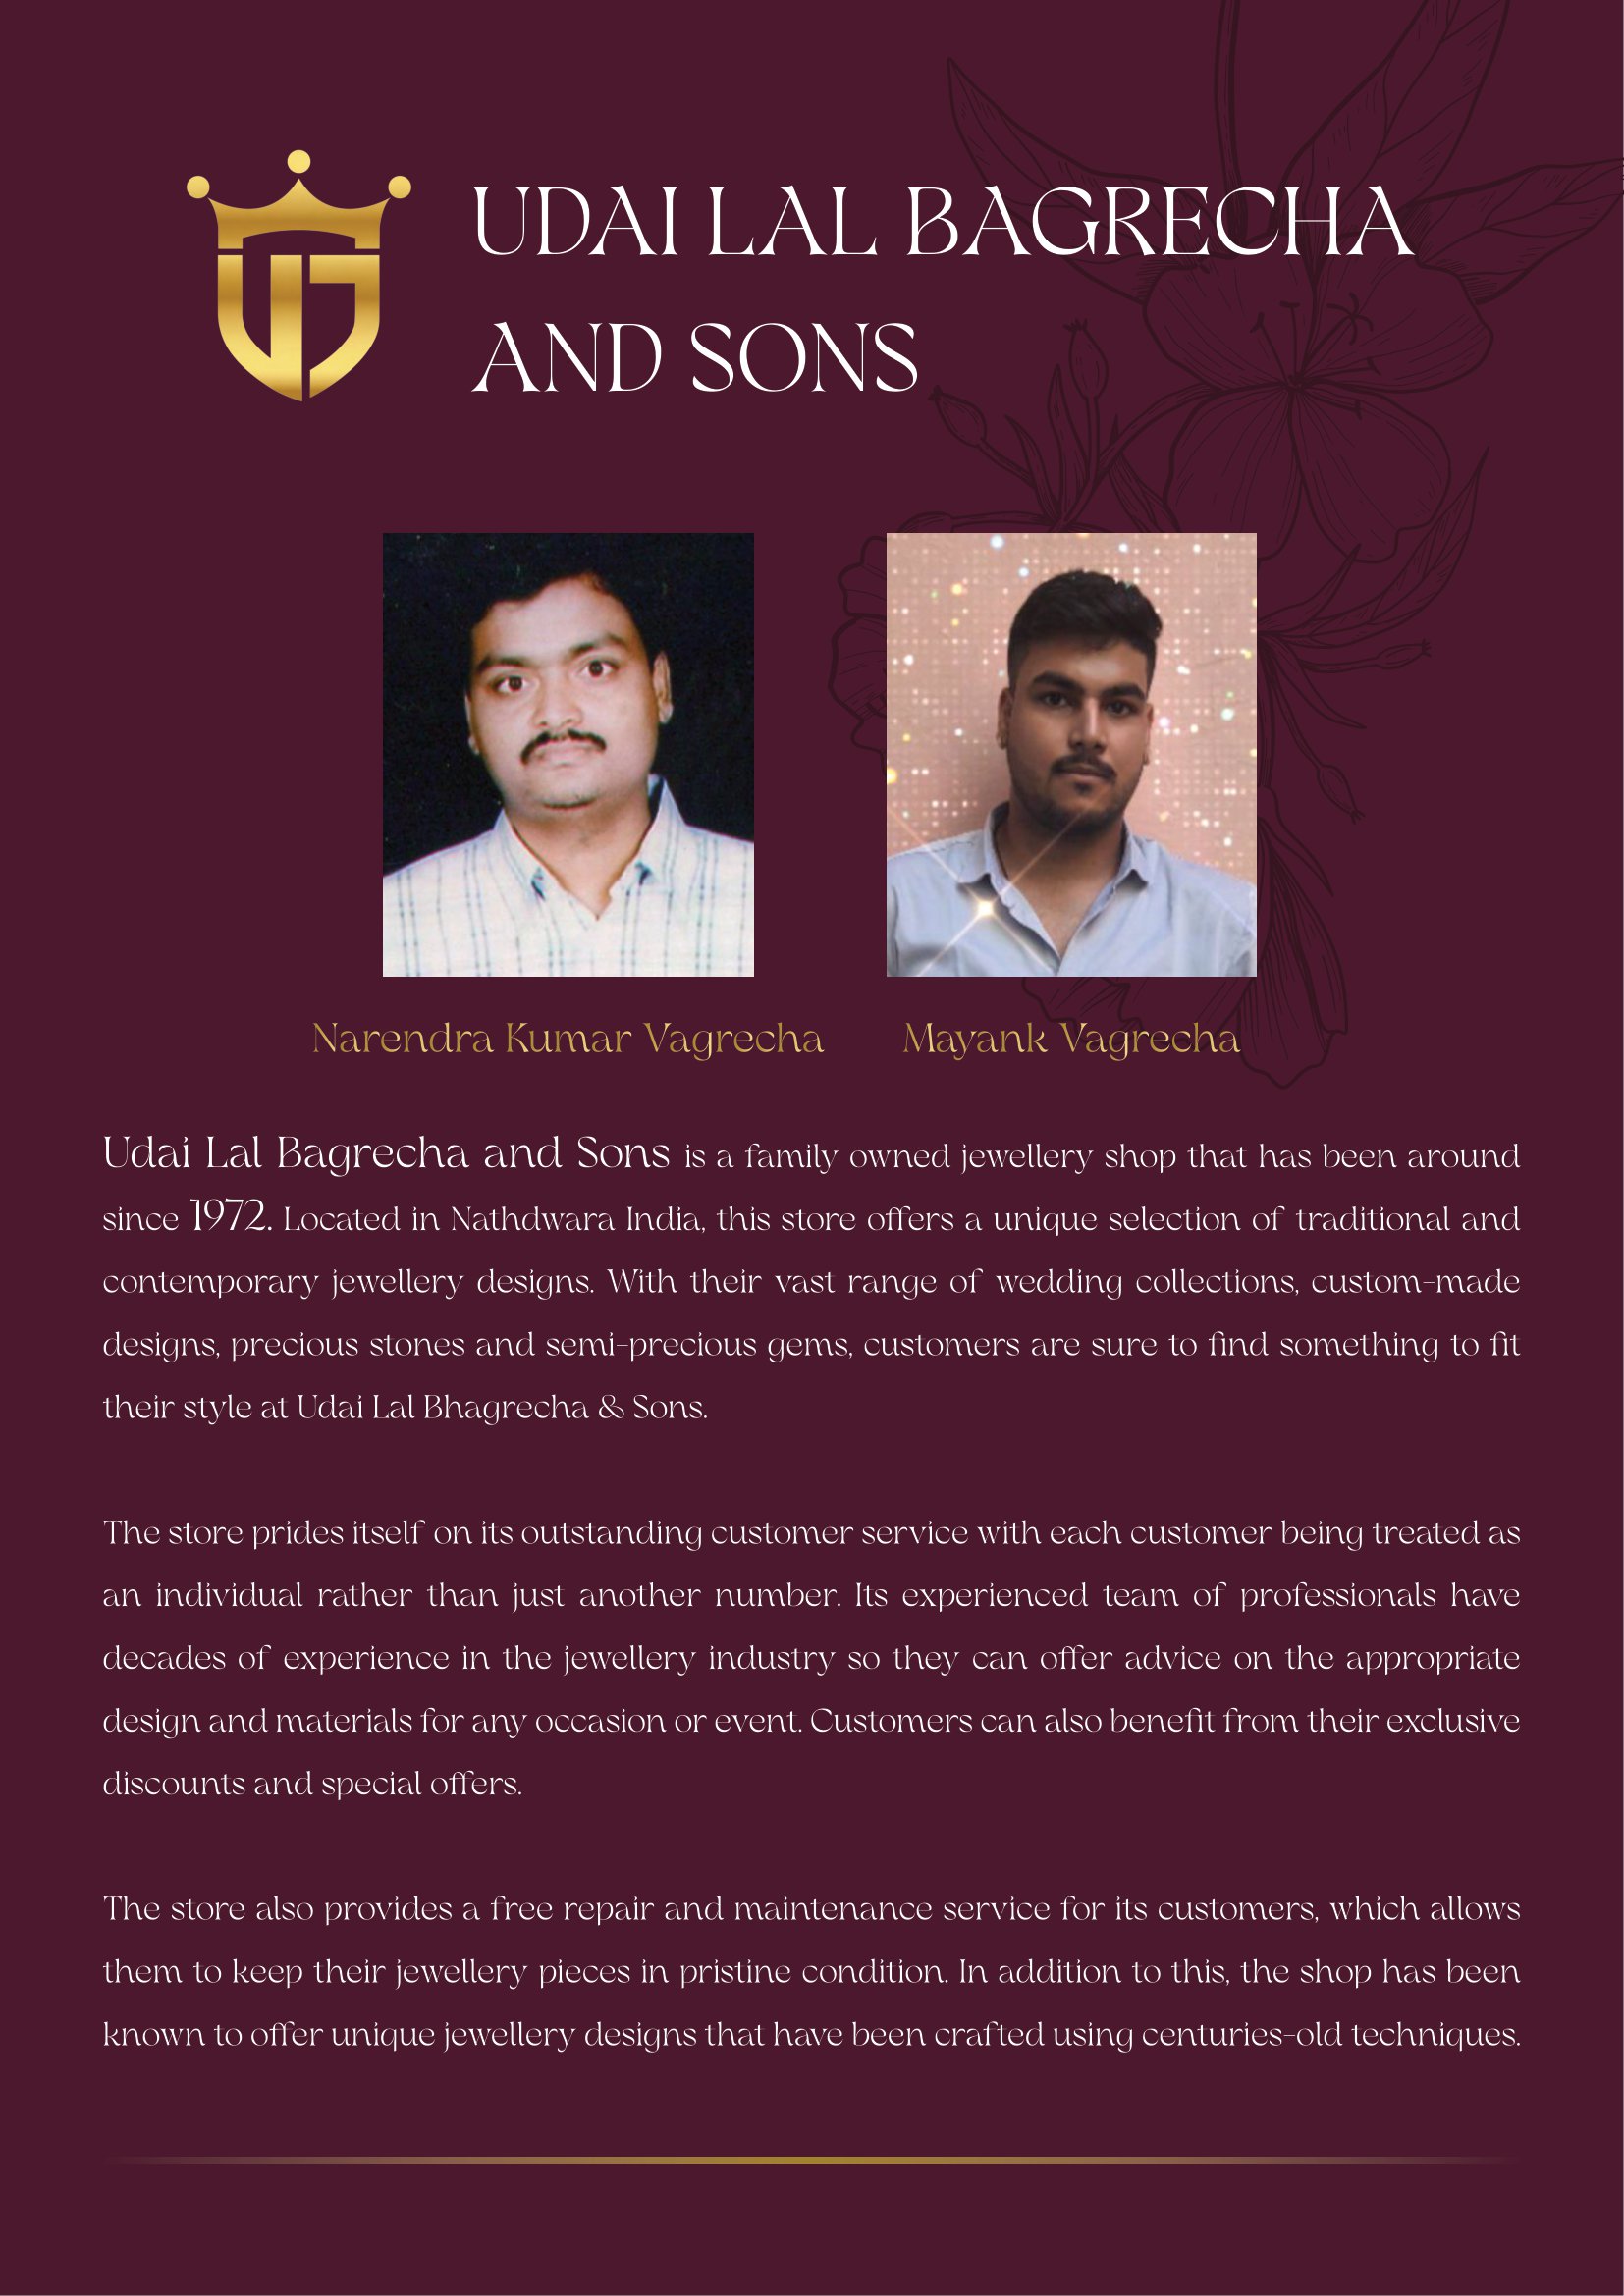 UDAI LAL BAGRECHA
AND SONS
Narendra Kumar Vagrecha
Mayank Vagrecha
Udai Lal Bagrecha and Sons is a family owned jewellery shop that has been around
since 1972. Located in Nathdwara India, this store offers a unique selection of traditional and
contemporary jewellery designs. With their vast range of wedding collections, custom-made
designs, precious stones and semi-precious gems, customers are sure to find something to fit
their style at Udai Lal Bhagrecha & Sons.
The store prides itself on its outstanding customer service with each customer being treated as
an individual rather than just another number. Its experienced team of professionals have
decades of experience in the jewellery industry so they can offer advice on the appropriate
design and materials for any occasion or event. Customers can also benefit from their exclusive
discounts and special offers.
The store also provides a free repair and maintenance service for its customers, which allows
them to keep their jewellery pieces in pristine condition. In addition to this, the shop has been
known to offer unique jewellery designs that have been crafted using centuries-old techniques.